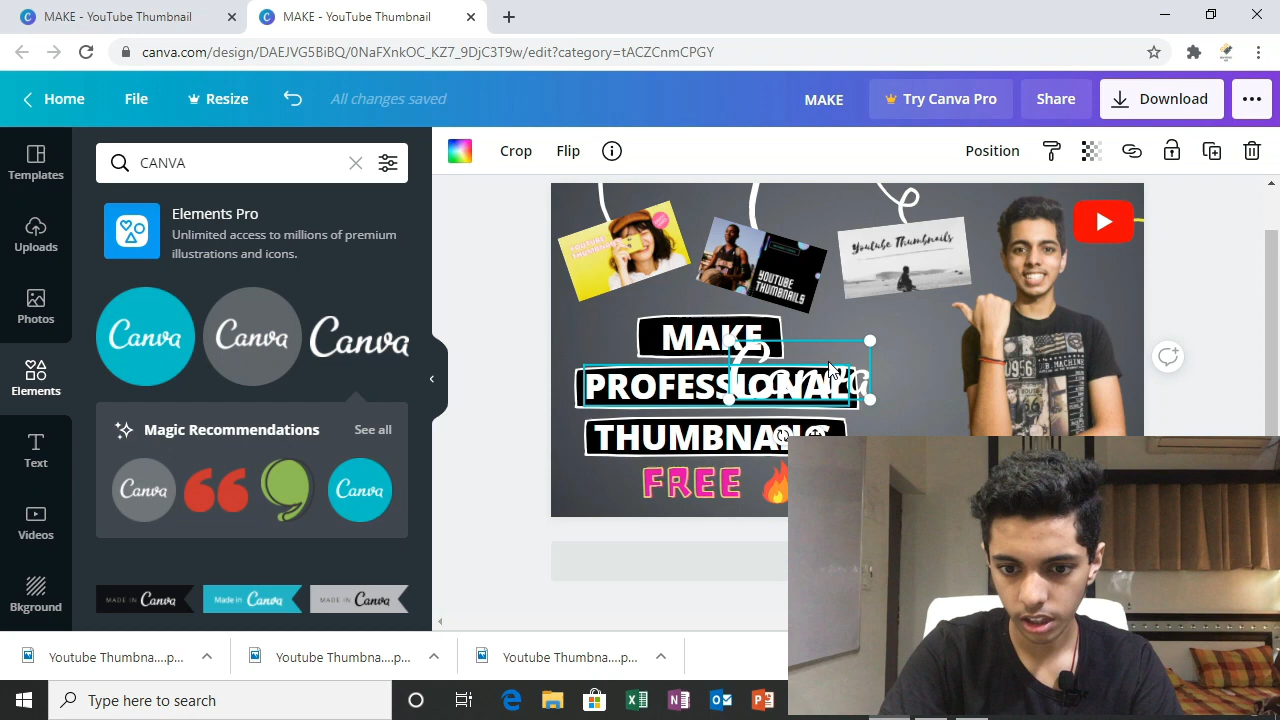 MAKE - YouTube Thumbnail
MAKE - YouTube Thumbnail
canva.com/design/DAEJVG5BiBQ/0NaFXnkOC_KZ7_9DjC3T9w/edit?category=tACZCnmCPGY
Home
File
Resize
All changes saved
MAKE
Try Canva Pro
Share
Download
Templates
Uploads
Photos
Elements
Text
Videos
Bkground
CANVA
Elements Pro
Unlimited access to millions of premium
illustrations and icons.
Canva
Canva
Canva
Magic Recommendations
See all
Canva
Canva
MADE IN Canva
Made in Canva
MADE IN Canva
Crop
Flip
Position
YOUTUBE
THUMBNAILS
YOUTUBE
THUMBNAILS
Youtube Thumbnails
MAKE
Canva
PROFESSIONAL
THUMBNAILS
FREE
Youtube Thumbna....p...
Youtube Thumbna....p...
Youtube Thumbna....p...
Type here to search